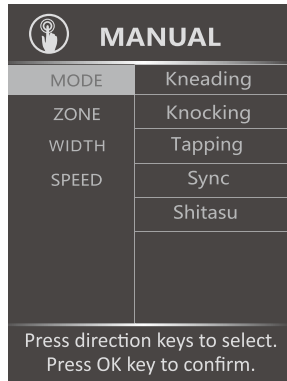 MANUAL
MODE
Kneading
ZONE
Knocking
WIDTH
Tapping
SPEED
Sync
Shitasu
Press direction keys to select.
Press OK key to confirm.